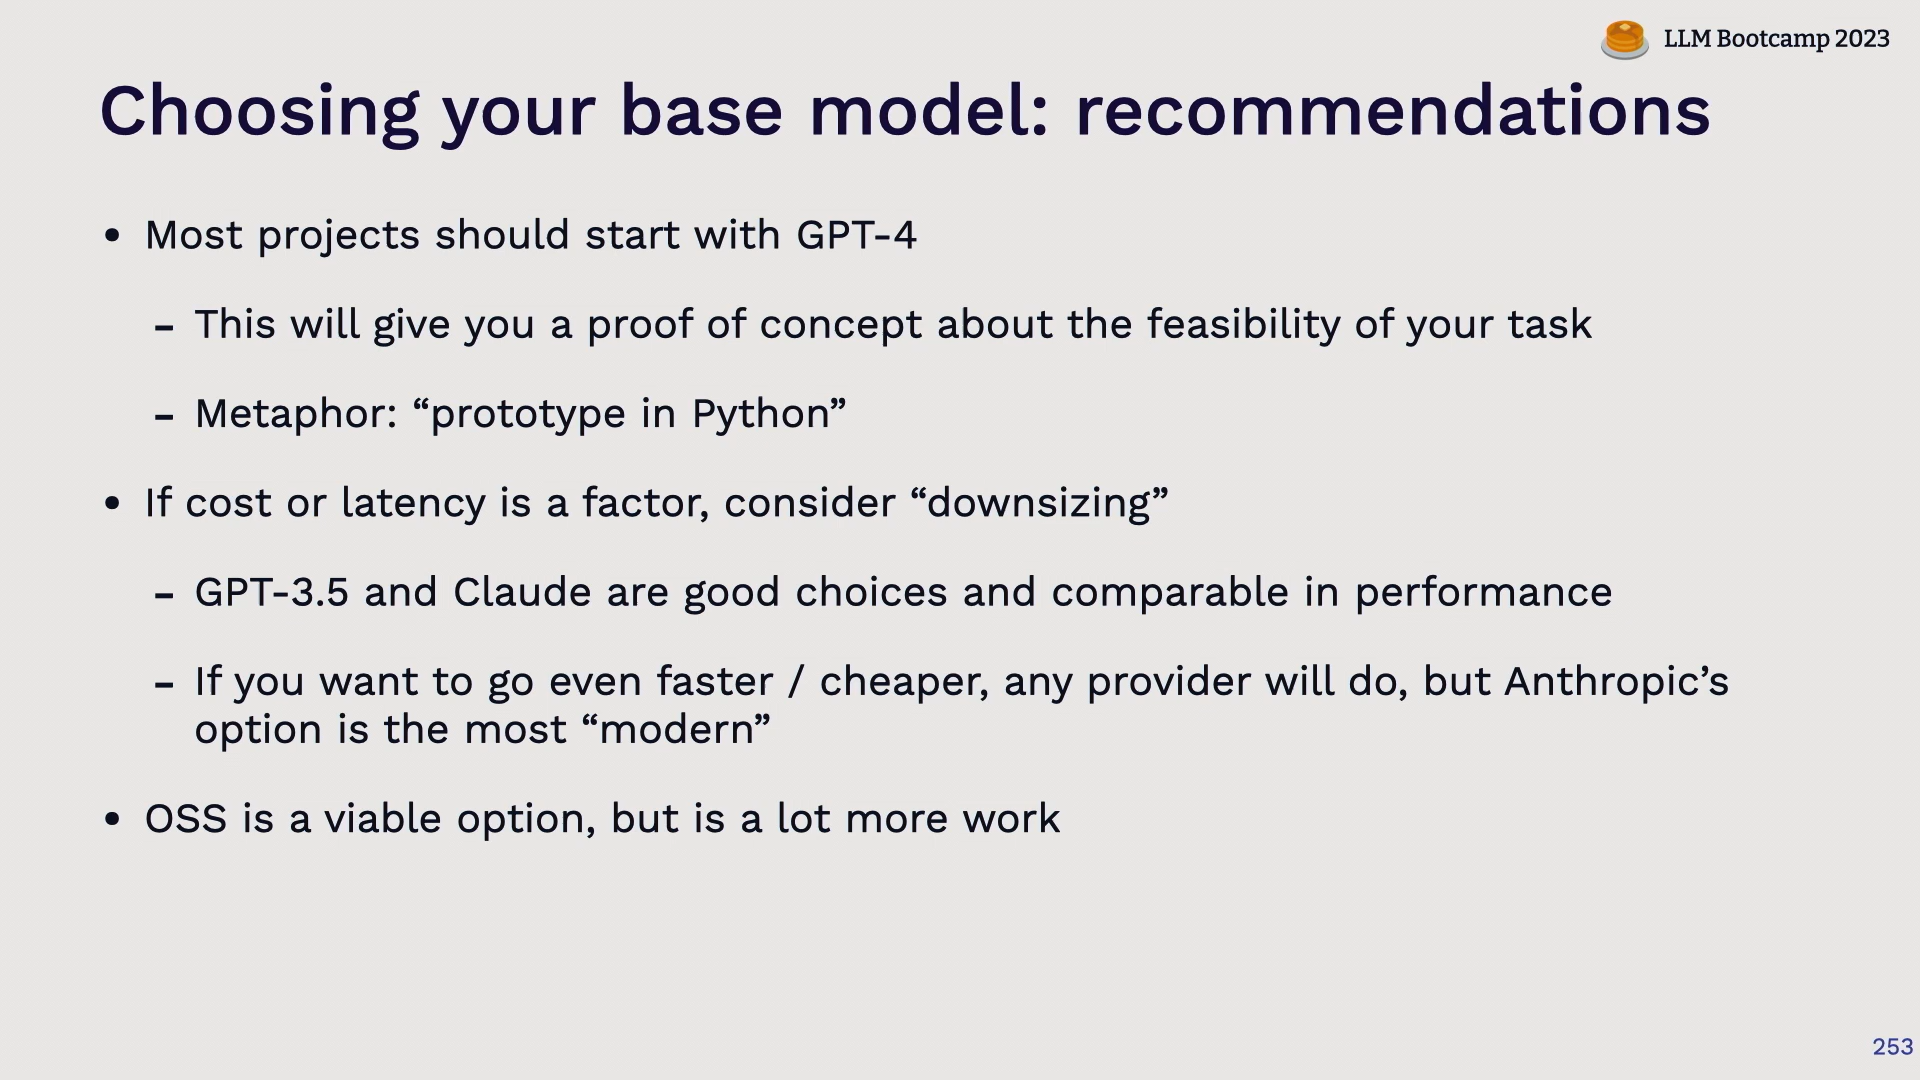 LLM Bootcamp 2023
Choosing your base model: recommendations
• Most projects should start with GPT-4
– This will give you a proof of concept about the feasibility of your task
– Metaphor: “prototype in Python”
• If cost or latency is a factor, consider “downsizing”
– GPT-3.5 and Claude are good choices and comparable in performance
– If you want to go even faster / cheaper, any provider will do, but Anthropic’s
option is the most “modern”
• OSS is a viable option, but is a lot more work
253